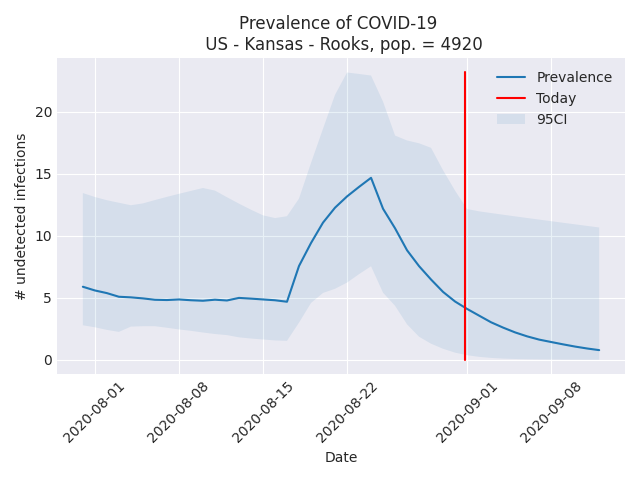 Prevalence of COVID-19
US - Kansas - Rooks, pop. = 4920
Prevalence
Today
95CI
# undetected infections
20
15
10
5
0
2020-08-01
2020-08-08
2020-08-15
2020-08-22
2020-09-01
2020-09-08
Date